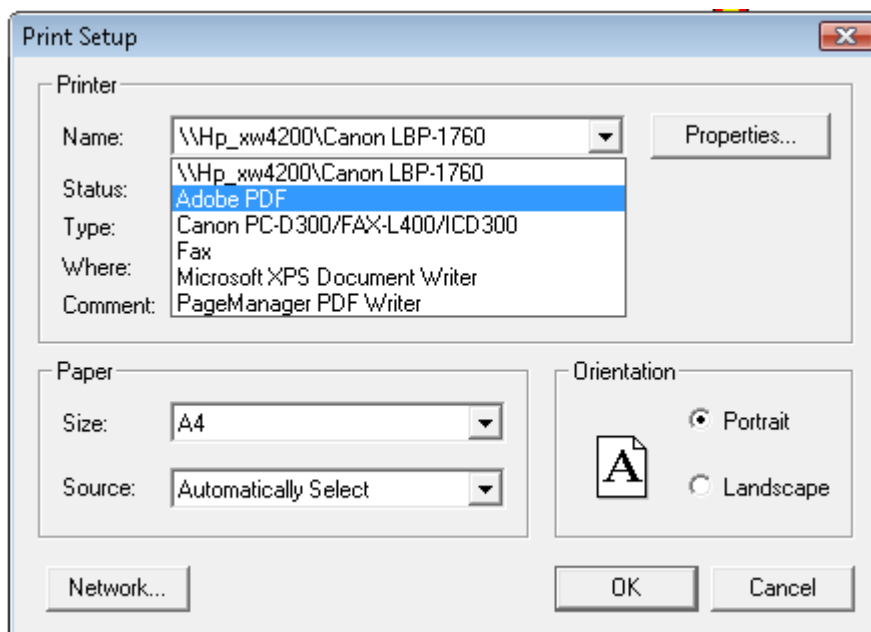 Print Setup
Printer
Name:
\\Hp_xw4200\Canon LBP-1760
Properties...
\\Hp_xw4200\Canon LBP-1760
Status:
Adobe PDF
Type:
Canon PC-D300/FAX-L400/ICD300
Fax
Where:
Microsoft XPS Document Writer
Comment:
PageManager PDF Writer
Paper
Orientation
Size:
A4
Portrait
A
Source:
Automatically Select
Landscape
Network...
OK
Cancel